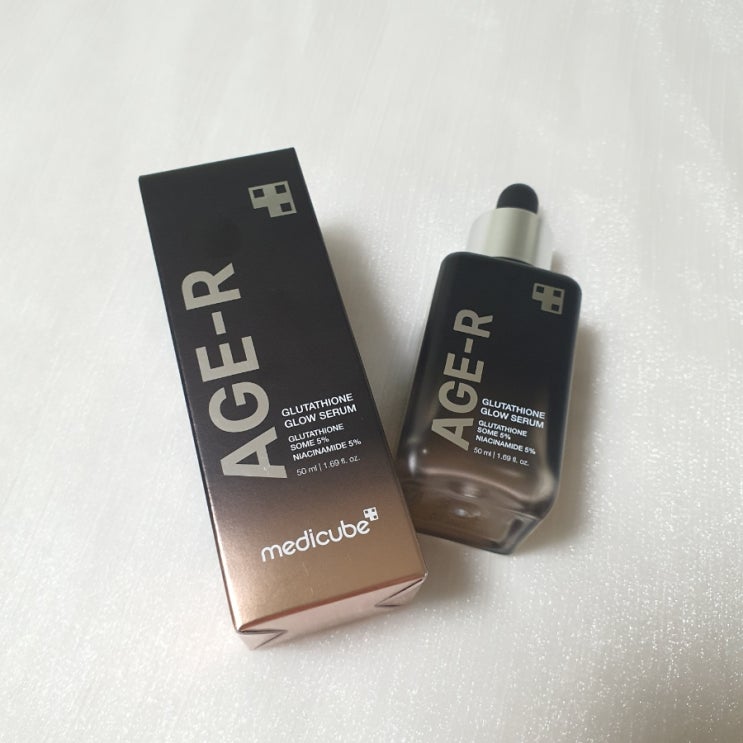 AGE-R
GLUTATHIONE
GLOW SERUM
GLUTATHIONE
SOME 5%
NIACINAMIDE 5%
50 ml | 1.69 fl. oz.
medicube
AGE-R
GLUTATHIONE
GLOW SERUM
GLUTATHIONE
SOME 5%
NIACINAMIDE 5%
50 ml | 1.69 fl. oz.